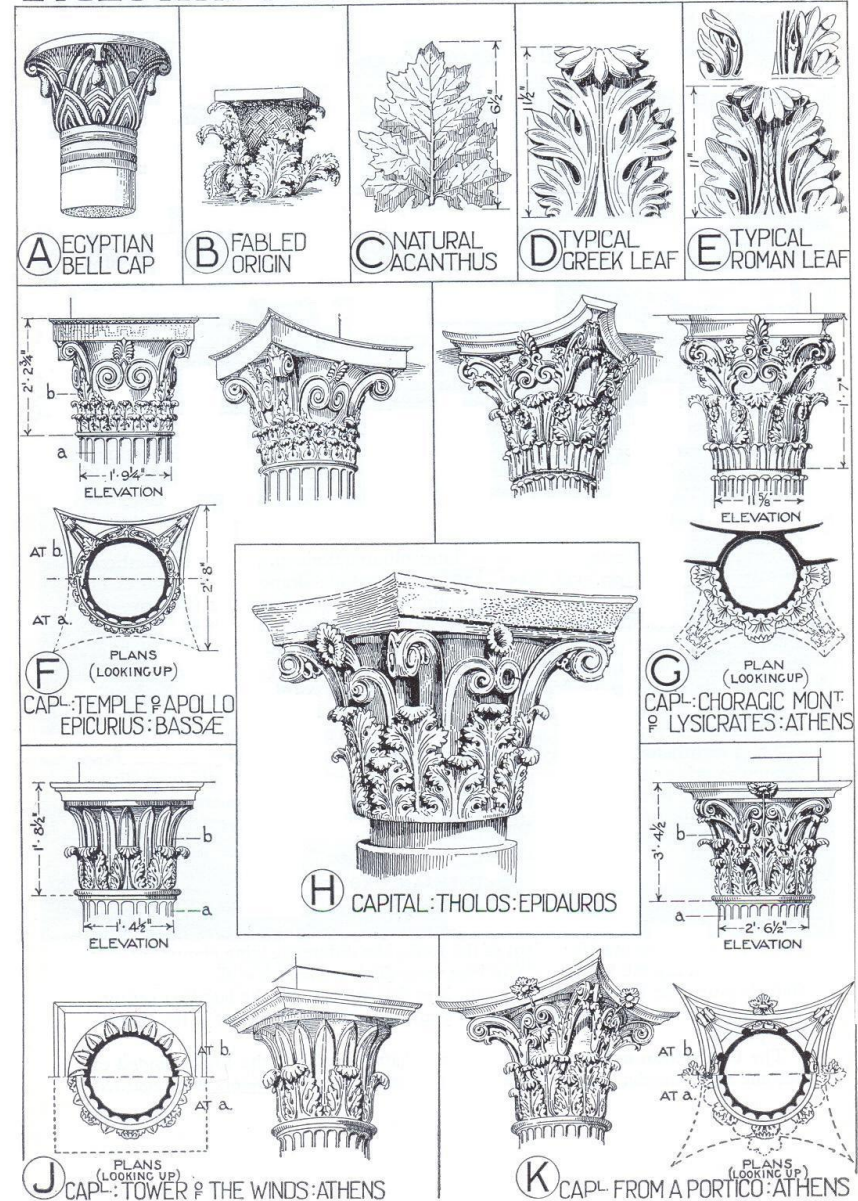 A EGYPTIAN
BELL CAP
B FABLED
ORIGIN
C NATURAL
ACANTHUS
6½"
D TYPICAL
GREEK LEAF
1½"
E TYPICAL
ROMAN LEAF
11"
2'. 2¾"
b
a
1'. 9¼"
ELEVATION
AT b.
AT a.
2'. 8"
PLANS
(LOOKING UP)
F
CAPL: TEMPLE OF APOLLO
EPICURIUS: BASSÆ
1'. 7"
11 ⅝
ELEVATION
PLAN
(LOOKING UP)
G
CAPL: CHORAGIC MONT.
OF LYSICRATES: ATHENS
H CAPITAL: THOLOS: EPIDAUROS
1'. 8½"
b
a
1'. 4½"
ELEVATION
AT b.
AT a.
PLANS
(LOOKING UP)
J CAPL: TOWER OF THE WINDS: ATHENS
3'. 4½
b
a
2'. 6½"
ELEVATION
AT b.
AT a.
PLANS
(LOOKING UP)
K CAPL. FROM A PORTICO: ATHENS